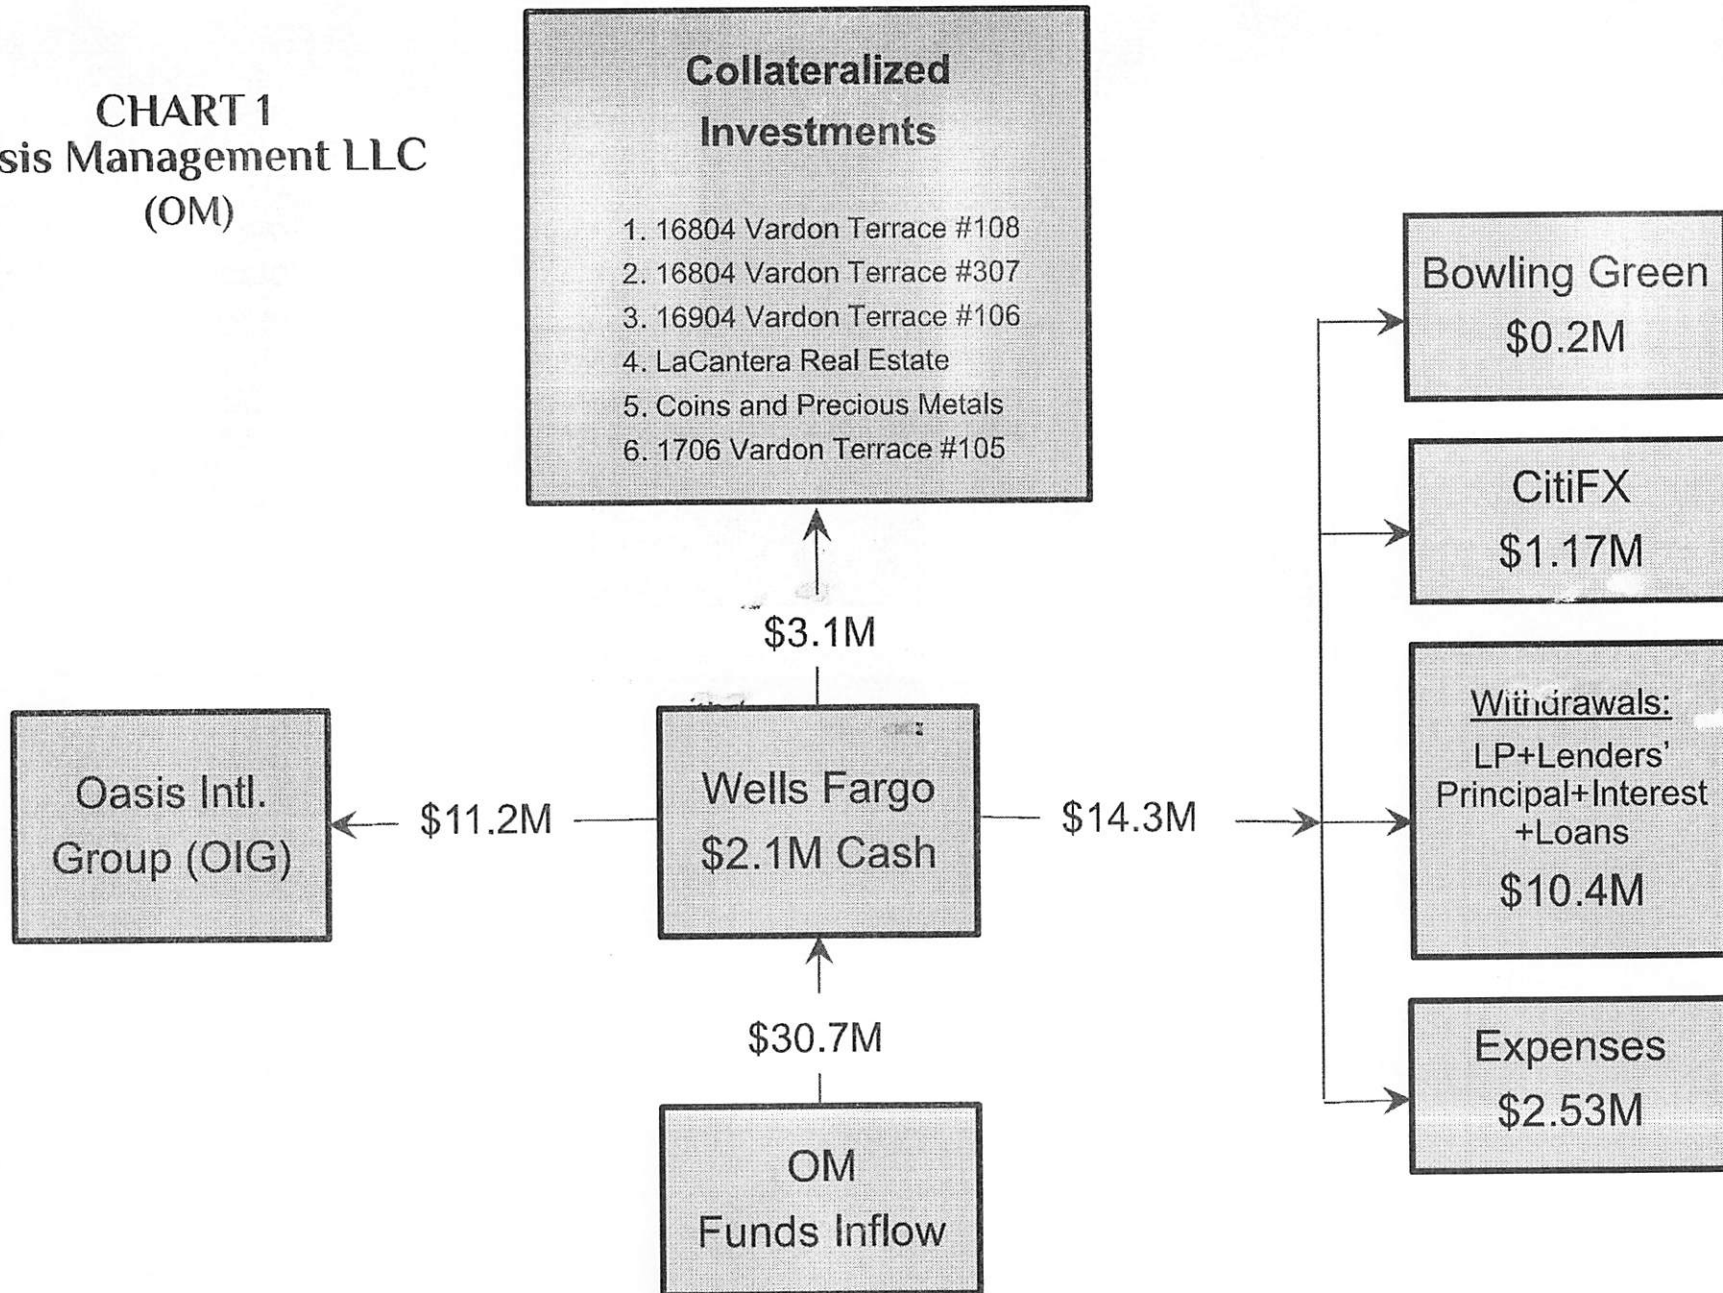 CHART 1
sis Management LLC
(OM)
Collateralized
Investments
1. 16804 Vardon Terrace #108
2. 16804 Vardon Terrace #307
3. 16904 Vardon Terrace #106
4. LaCantera Real Estate
5. Coins and Precious Metals
6. 1706 Vardon Terrace #105
$3.1M
Oasis Intl.
Group (OIG)
$11.2M
Wells Fargo
$2.1M Cash
$14.3M
$30.7M
OM
Funds Inflow
Bowling Green
$0.2M
CitiFX
$1.17M
Withdrawals:
LP+Lenders'
Principal+Interest
+Loans
$10.4M
Expenses
$2.53M